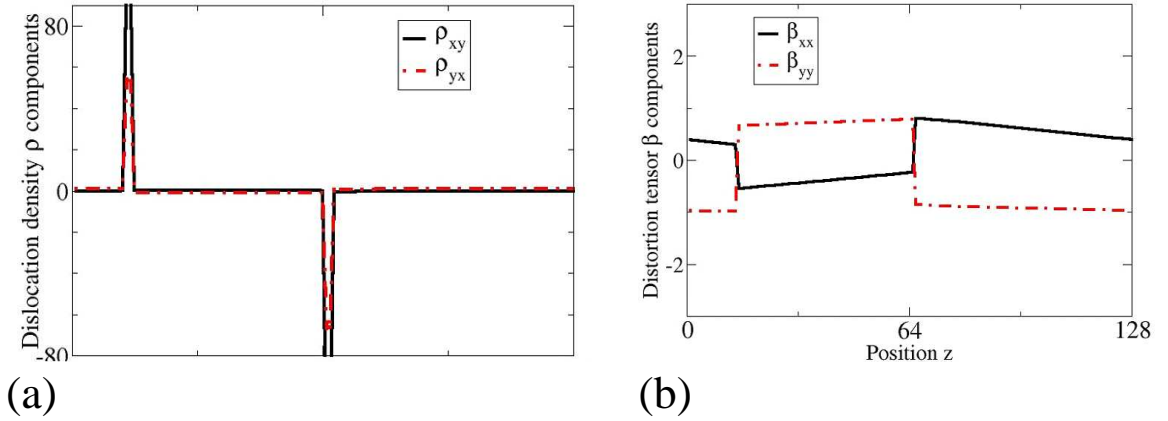 Dislocation density ρ components
80
0
-80
ρxy
ρyx
(a)
Distortion tensor β components
2
0
-2
βxx
βyy
0
64
128
Position z
(b)